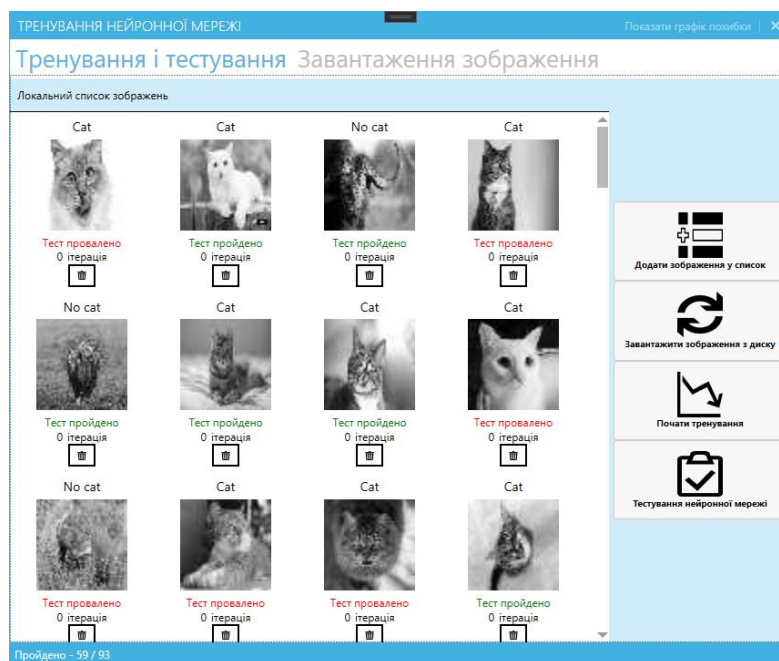 ТРЕНУВАННЯ НЕЙРОННОЇ МЕРЕЖІ
Показати графік похибки
Тренування і тестування Завантаження зображення
Локальний список зображень
Cat Cat No cat Cat
Тест провалено Тест пройдено Тест пройдено Тест провалено
0 ітерація 0 ітерація 0 ітерація 0 ітерація
No cat Cat Cat Cat
Тест пройдено Тест пройдено Тест пройдено Тест провалено
0 ітерація 0 ітерація 0 ітерація 0 ітерація
No cat Cat Cat Cat
Тест провалено Тест провалено Тест провалено Тест пройдено
0 ітерація 0 ітерація 0 ітерація 0 ітерація
Додати зображення у список
Завантажити зображення з диску
Почати тренування
Тестування нейронної мережі
Пройдено - 59 / 93